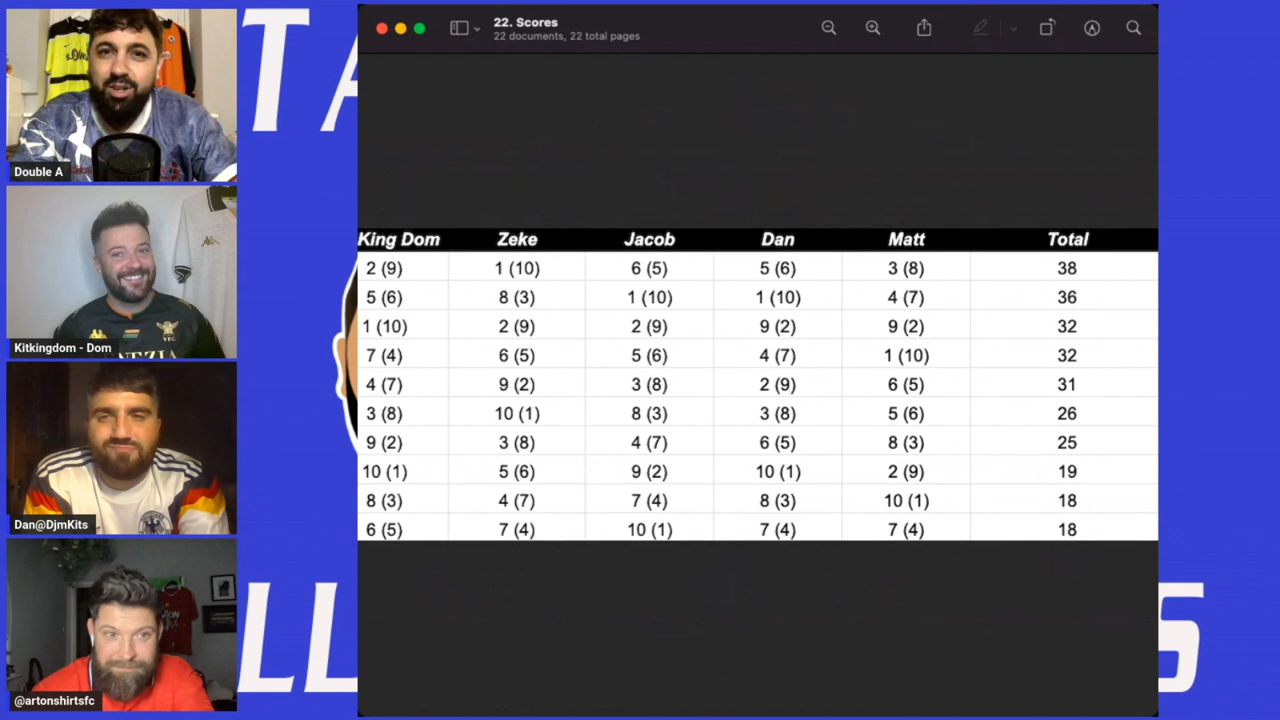 TA
22. Scores
22 documents, 22 total pages
Double A
Kitkingdom - Dom
VFC
VENEZIA
Dan@DjmKits
@artonshirtsfc
King Dom Zeke Jacob Dan Matt Total
2 (9) 1 (10) 6 (5) 5 (6) 3 (8) 38
5 (6) 8 (3) 1 (10) 1 (10) 4 (7) 36
1 (10) 2 (9) 2 (9) 9 (2) 9 (2) 32
7 (4) 6 (5) 5 (6) 4 (7) 1 (10) 32
4 (7) 9 (2) 3 (8) 2 (9) 6 (5) 31
3 (8) 10 (1) 8 (3) 3 (8) 5 (6) 26
9 (2) 3 (8) 4 (7) 6 (5) 8 (3) 25
10 (1) 5 (6) 9 (2) 10 (1) 2 (9) 19
8 (3) 4 (7) 7 (4) 8 (3) 10 (1) 18
6 (5) 7 (4) 10 (1) 7 (4) 7 (4) 18
LL S